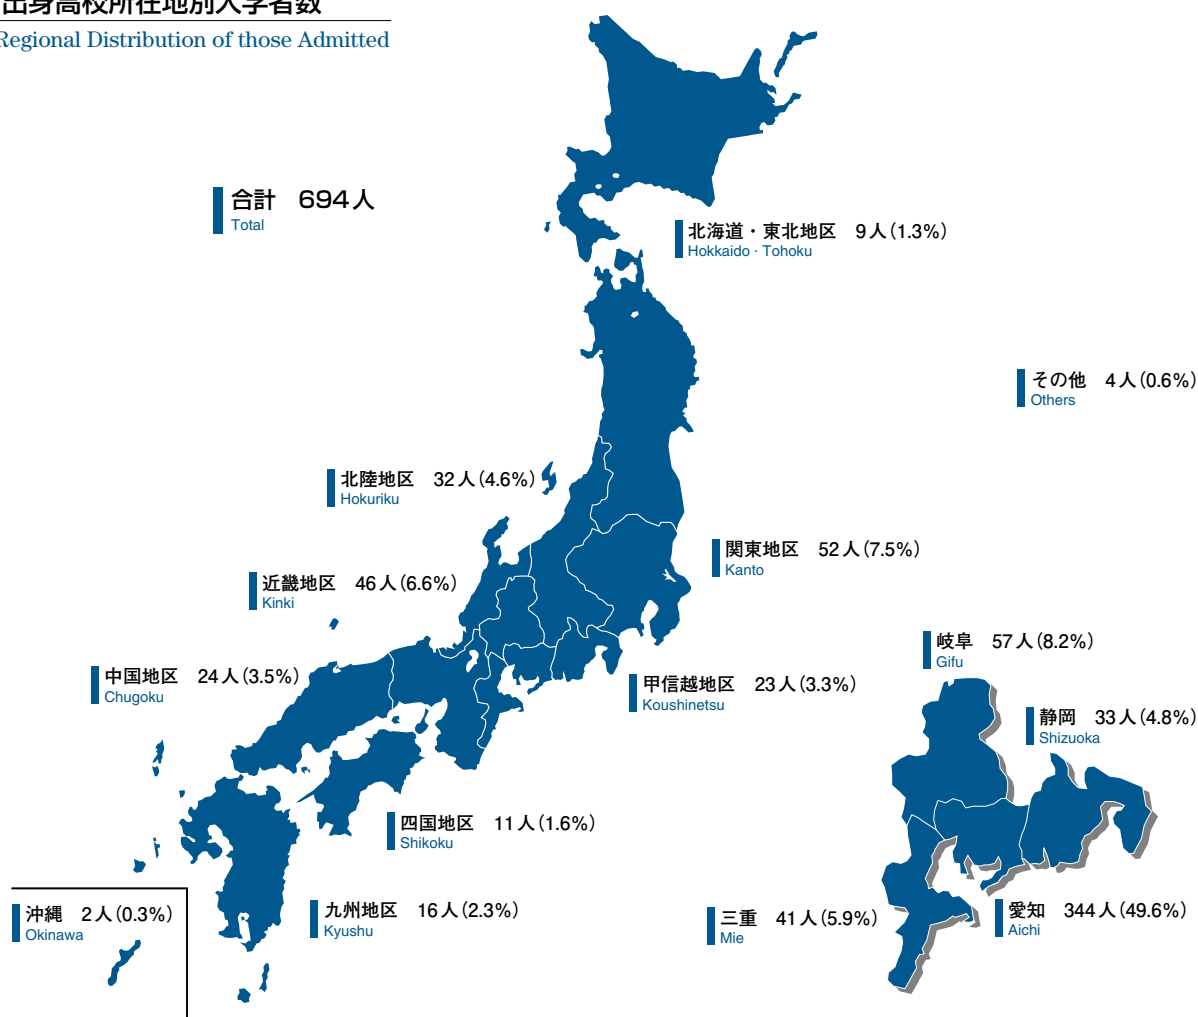 出身高校所在地別入学者数
Regional Distribution of those Admitted
合計 694人
Total
北海道・東北地区 9人(1.3%)
Hokkaido · Tohoku
その他 4人(0.6%)
Others
北陸地区 32人(4.6%)
Hokuriku
関東地区 52人(7.5%)
Kanto
近畿地区 46人(6.6%)
Kinki
岐阜 57人(8.2%)
Gifu
中国地区 24人(3.5%)
Chugoku
甲信越地区 23人(3.3%)
Koushinetsu
静岡 33人(4.8%)
Shizuoka
四国地区 11人(1.6%)
Shikoku
沖縄 2人(0.3%)
Okinawa
九州地区 16人(2.3%)
Kyushu
三重 41人(5.9%)
Mie
愛知 344人(49.6%)
Aichi